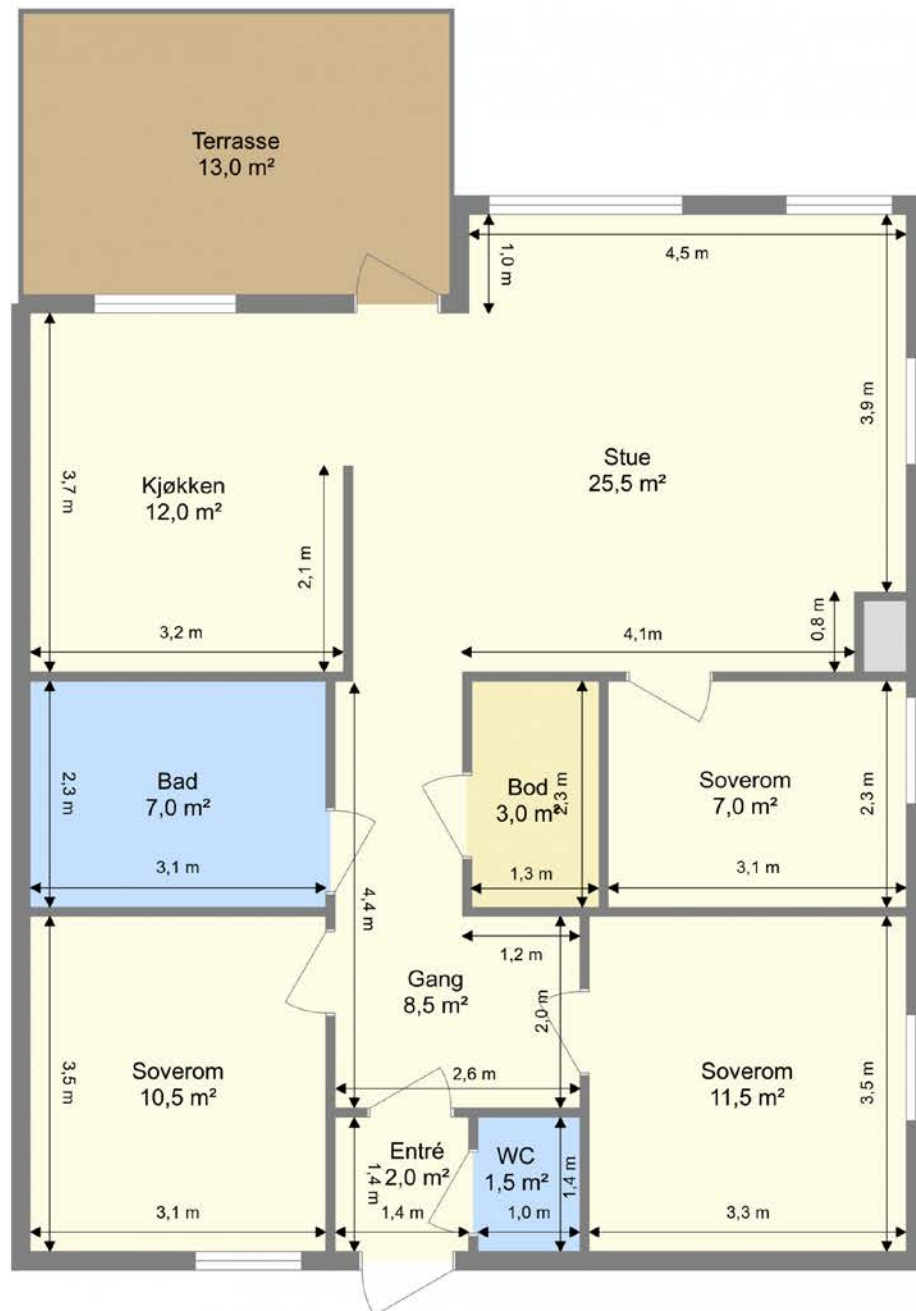 Terrasse
13,0 m²
1,0 m
4,5 m
3,9 m
Stue
25,5 m²
3,7 m
Kjøkken
12,0 m²
2,1 m
3,2 m
4,1m
0,8 m
2,3 m
Bad
7,0 m²
3,1 m
Bod
3,0 m²
2,3 m
1,3 m
Soverom
7,0 m²
2,3 m
3,1 m
4,4 m
1,2 m
Gang
8,5 m²
2,0 m
2,6 m
3,5 m
Soverom
10,5 m²
3,1 m
Soverom
11,5 m²
3,5 m
3,3 m
Entré
2,0 m²
1,4 m
1,4 m
WC
1,5 m²
1,4 m
1,0 m